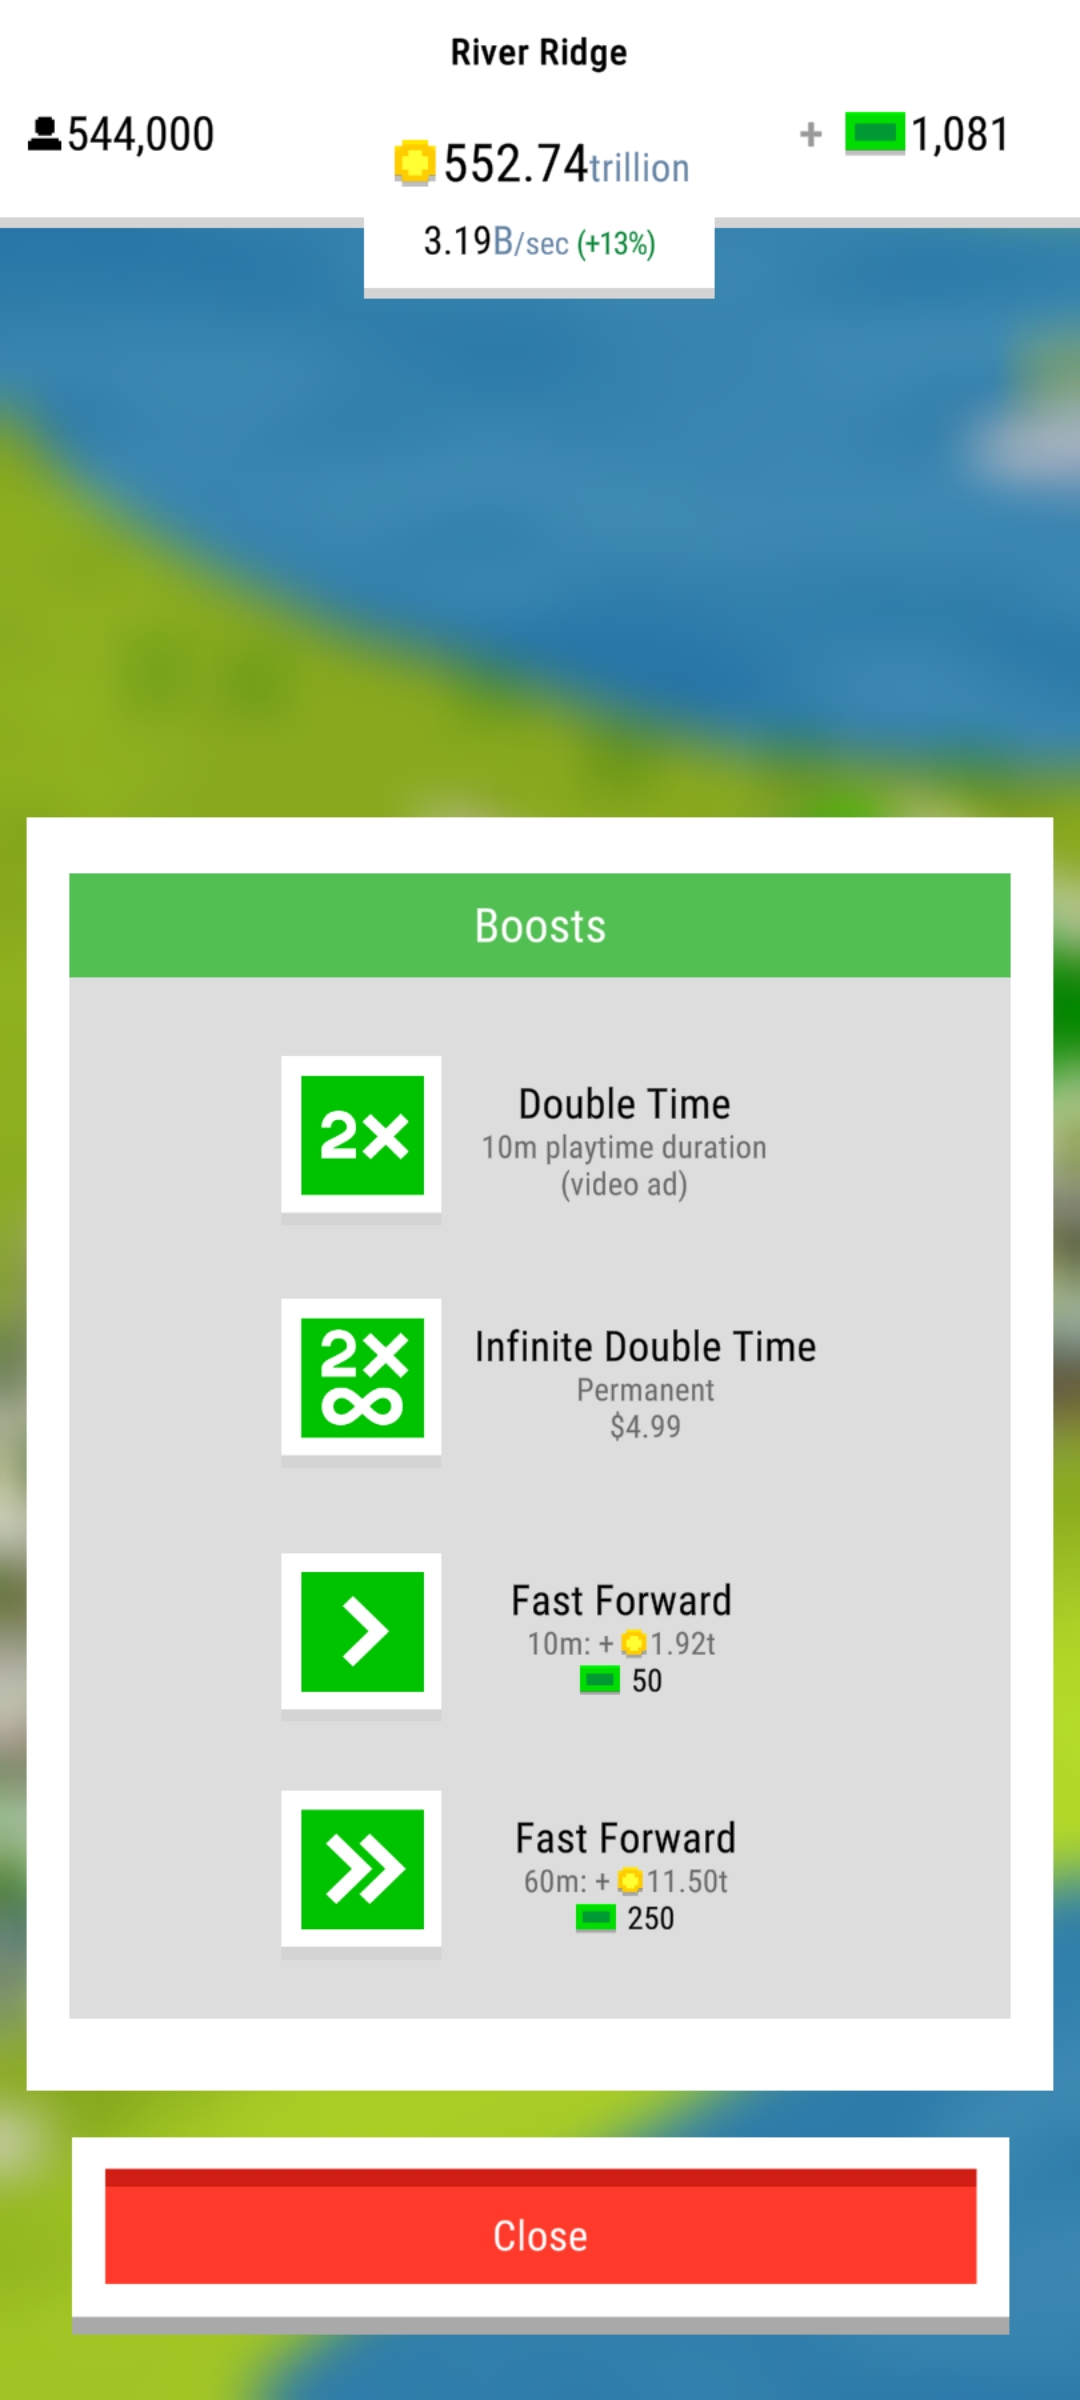 River Ridge
544,000
552.74trillion
+ 1,081
3.19B/sec (+13%)
Boosts
2×
Double Time
10m playtime duration
(video ad)
2×
∞
Infinite Double Time
Permanent
$4.99
Fast Forward
10m: + 1.92t
50
Fast Forward
60m: + 11.50t
250
Close